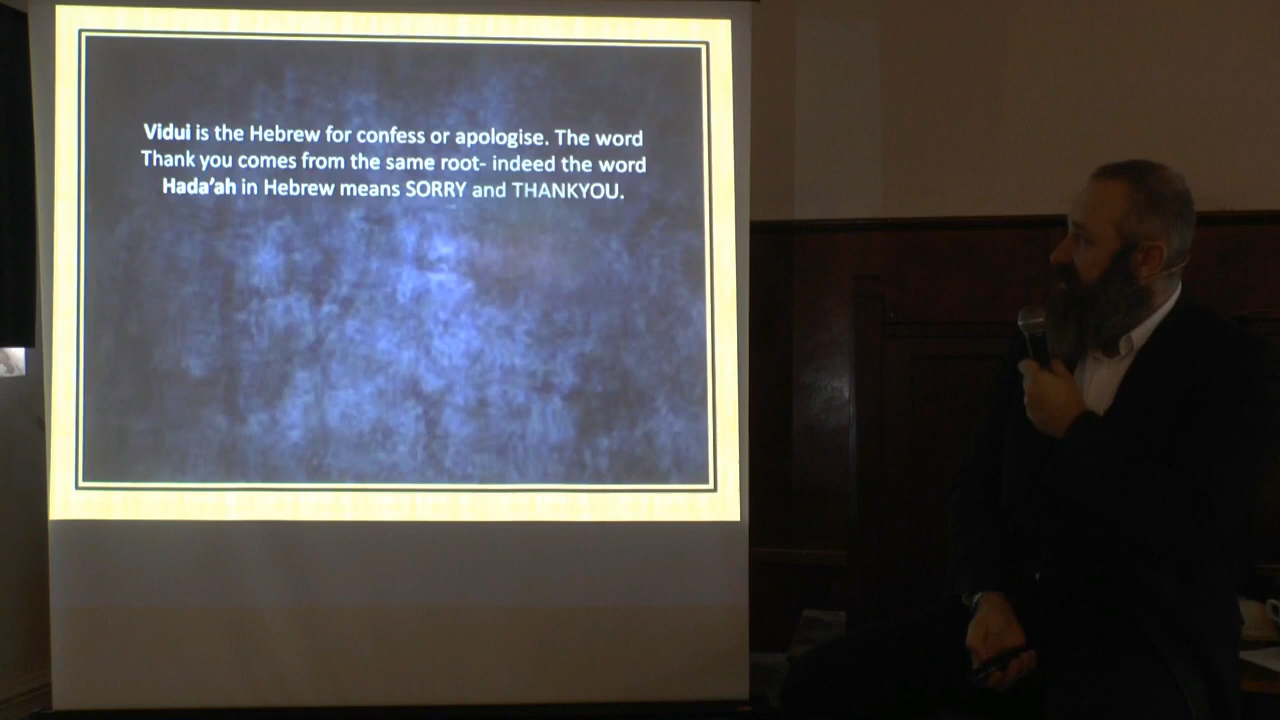 Vidui is the Hebrew for confess or apologise. The word
Thank you comes from the same root- indeed the word
Hada'ah in Hebrew means SORRY and THANKYOU.